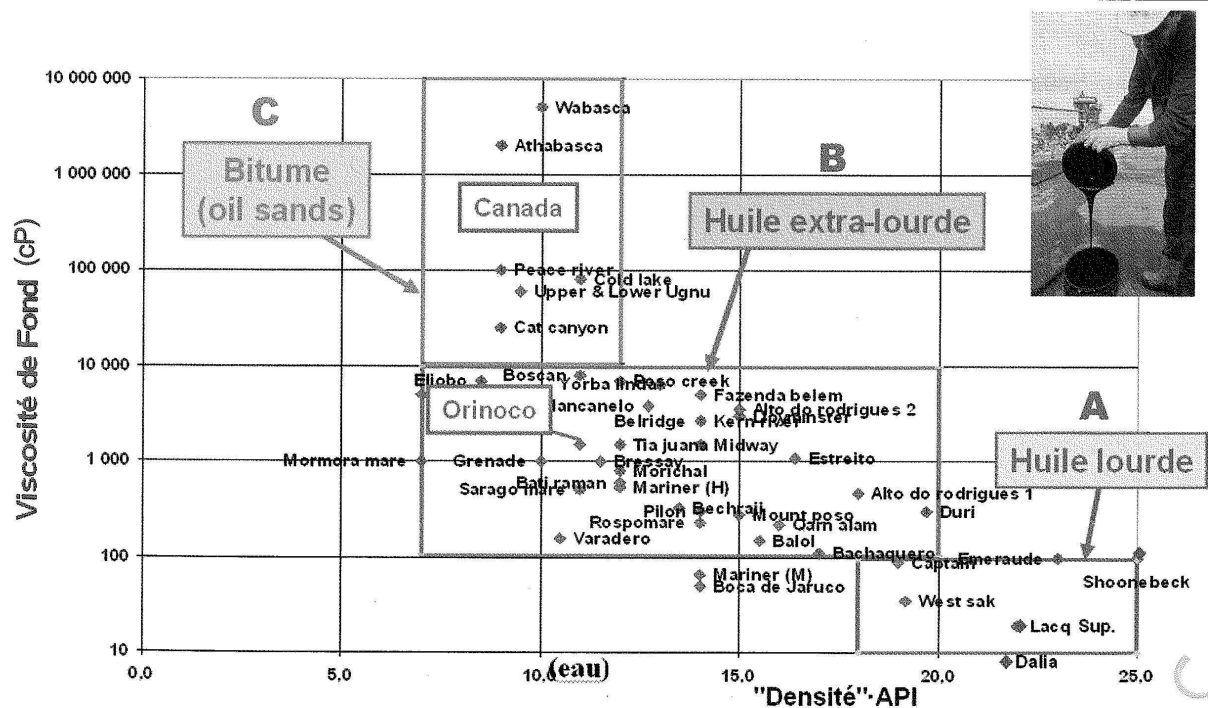 10 000 000
C
Wabasca
Athabasca
B
1 000 000
Bitume
(oil sands)
Canada
Huile extra-lourde
Viscosité de Fond (cP)
100 000
Peace river
Cold lake
Upper & Lower Ugnu
Cat canyon
10 000
Eliobo
Boscan
Yorba linda
Poso creek
Fazenda belem
A
Orinoco
Alto do rodrigues 2
Belridge
Kern river
Tia juana
Midway
Huile lourde
1 000
Mormora mare
Grenade
Bressay
Estreito
Morichal
Bati raman
Sarago mare
Mariner (H)
Alto do rodrigues 1
Pilon
Bechraji
Mount poso
Duri
Rospomare
Qarn alam
Varadero
Balol
100
Bachaquero
Emeraude
Captain
Shoonebeck
Mariner (M)
Boca de Jaruco
West sak
Lacq Sup.
10
Dalia
0,0
5,0
10,0
15,0
20,0
25,0
(eau)
"Densité"·API